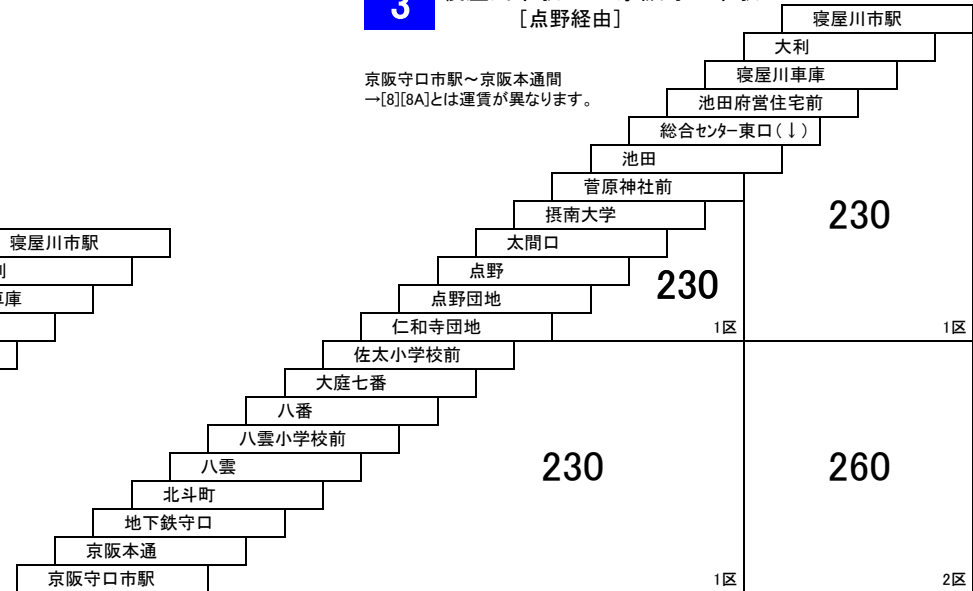 3
[点野経由]
京阪守口市駅～京阪本通間
→[8][8A]とは運賃が異なります。
寝屋川市駅
大利
寝屋川車庫
池田府営住宅前
総合センター東口(↓)
池田
菅原神社前
摂南大学
太間口
点野
点野団地
仁和寺団地
佐太小学校前
大庭七番
八番
八雲小学校前
八雲
北斗町
地下鉄守口
京阪本通
京阪守口市駅
230
1区
230
1区
230
1区
260
2区
寝屋川市駅
庫